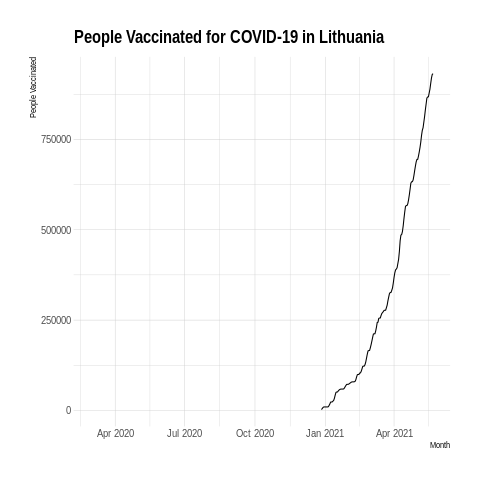 People Vaccinated for COVID-19 in Lithuania
People Vaccinated
750000
500000
250000
0
Apr 2020 Jul 2020 Oct 2020 Jan 2021 Apr 2021
Month